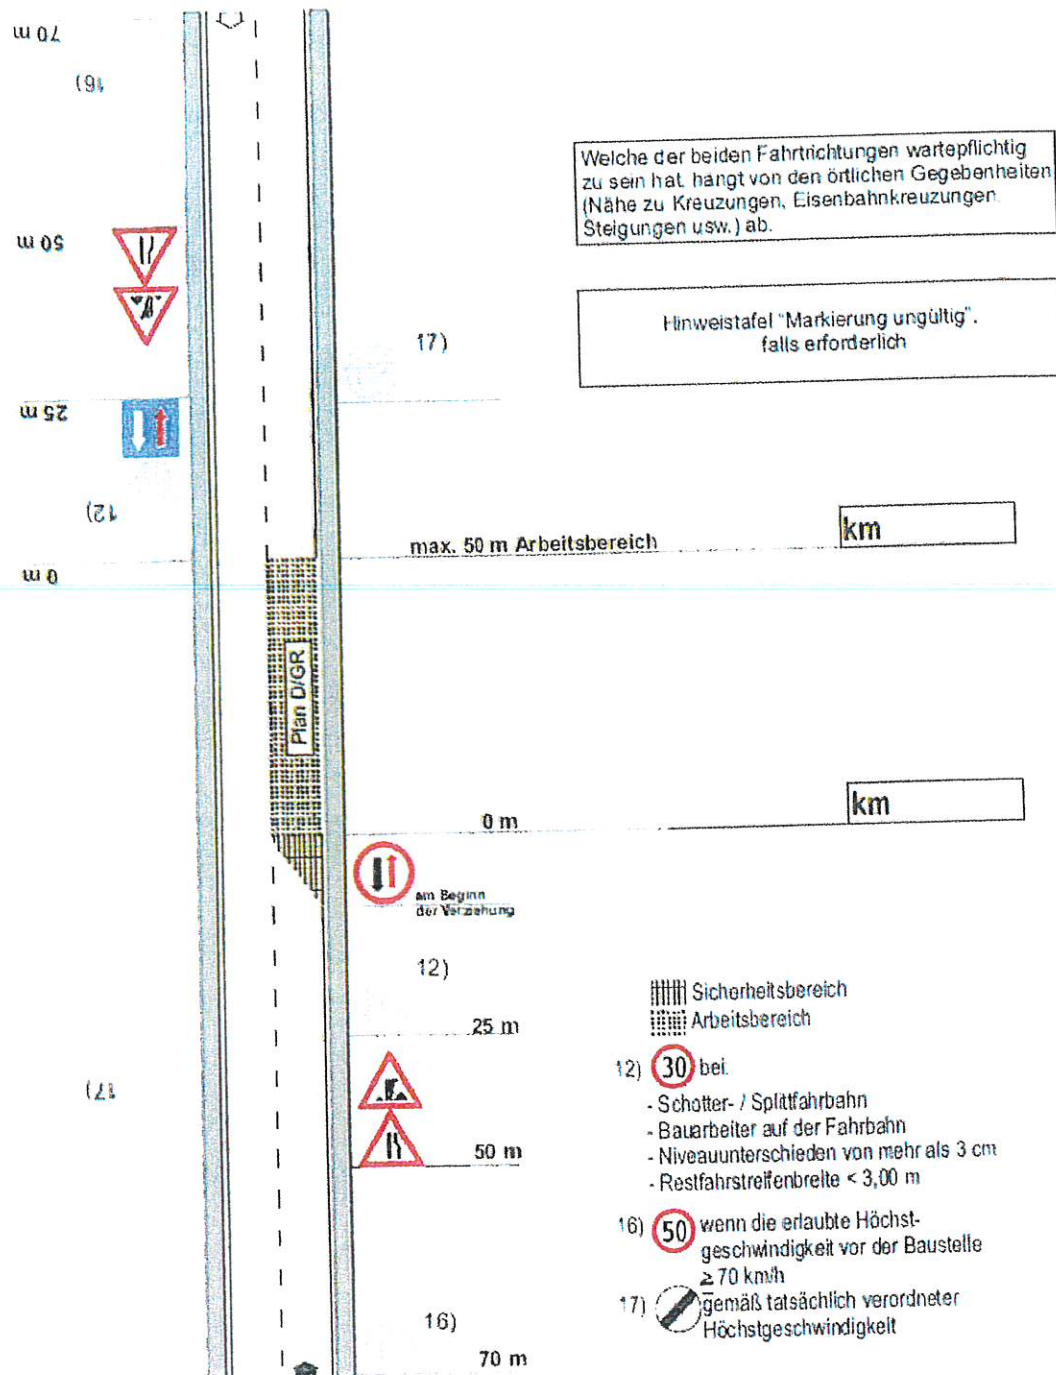 70 m
16)
Welche der beiden Fahrtrichtungen wartepflichtig
zu sein hat, hängt von den örtlichen Gegebenheiten
(Nähe zu Kreuzungen, Eisenbahnkreuzungen,
Steigungen usw.) ab.
50 m
Hinweistafel "Markierung ungültig",
falls erforderlich
17)
25 m
12)
max. 50 m Arbeitsbereich
km
0 m
Plan D/GR
km
0 m
am Beginn
der Verziehung
12)
25 m
17)
50 m
16)
70 m
Sicherheitsbereich
Arbeitsbereich
12) 30 bei:
- Schotter- / Splittfahrbahn
- Bauarbeiter auf der Fahrbahn
- Niveauunterschieden von mehr als 3 cm
- Restfahrstreifenbreite < 3,00 m
16) 50 wenn die erlaubte Höchst-
geschwindigkeit vor der Baustelle
≥ 70 km/h
17) gemäß tatsächlich verordneter
Höchstgeschwindigkeit